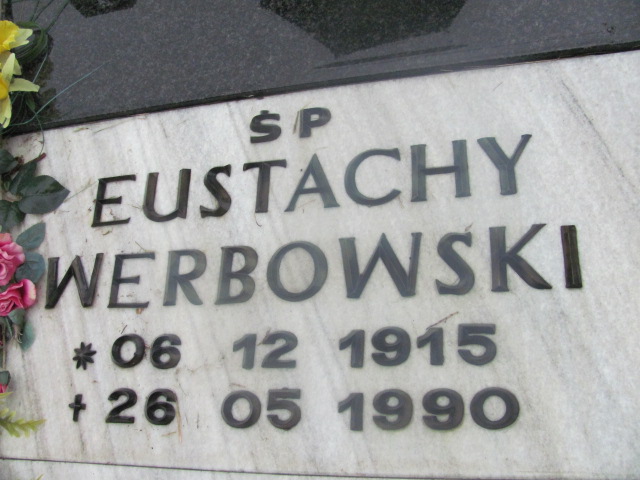 ŚP
EUSTACHY
WERBOWSKI
* 06 12 1915
✝ 26 05 1990